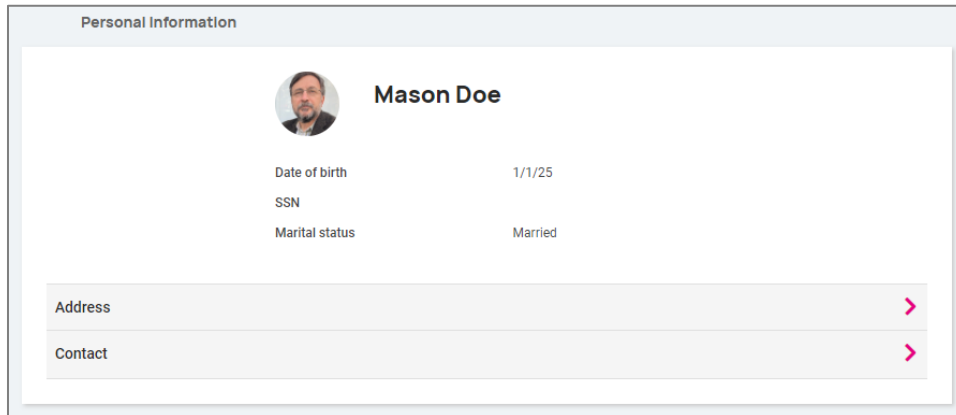 Personal Information
Mason Doe
Date of birth 1/1/25
SSN
Marital status Married
Address
Contact